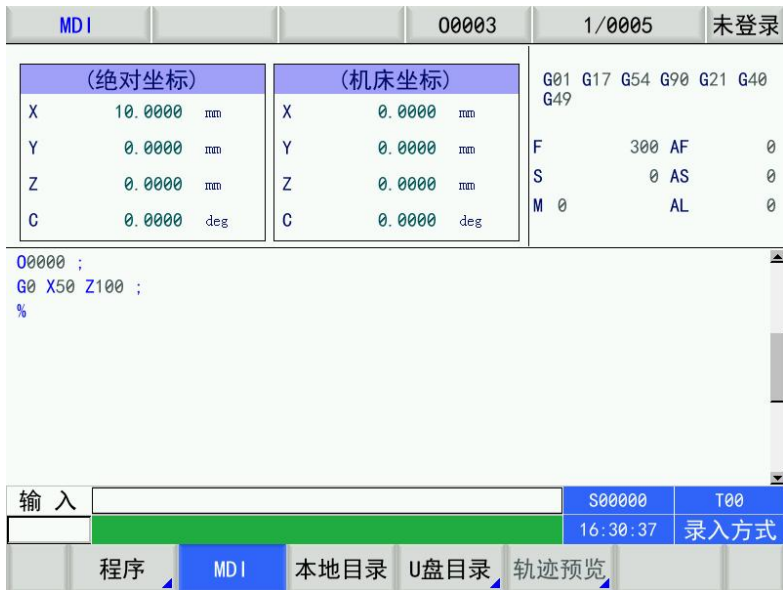 MDI O0003 1/0005 未登录
(绝对坐标) (机床坐标) G01 G17 G54 G90 G21 G40
G49
X 10.0000 mm X 0.0000 mm
Y 0.0000 mm Y 0.0000 mm F 300 AF 0
Z 0.0000 mm Z 0.0000 mm S 0 AS 0
C 0.0000 deg C 0.0000 deg M 0 AL 0
O0000 ;
G0 X50 Z100 ;
%
输入 S00000 T00
16:30:37 录入方式
程序 MDI 本地目录 U盘目录 轨迹预览